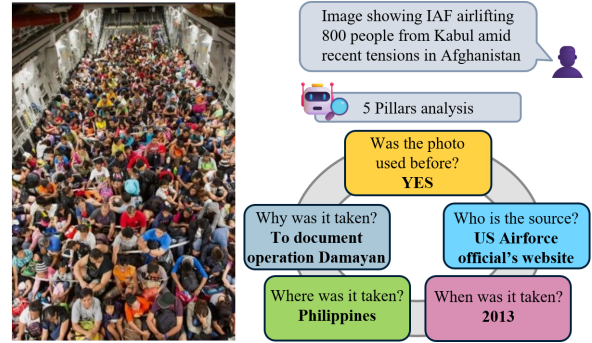 Image showing IAF airlifting
800 people from Kabul amid
recent tensions in Afghanistan
5 Pillars analysis
Was the photo
used before?
YES
Why was it taken?
To document
operation Damayan
Who is the source?
US Airforce
official's website
Where was it taken?
Philippines
When was it taken?
2013